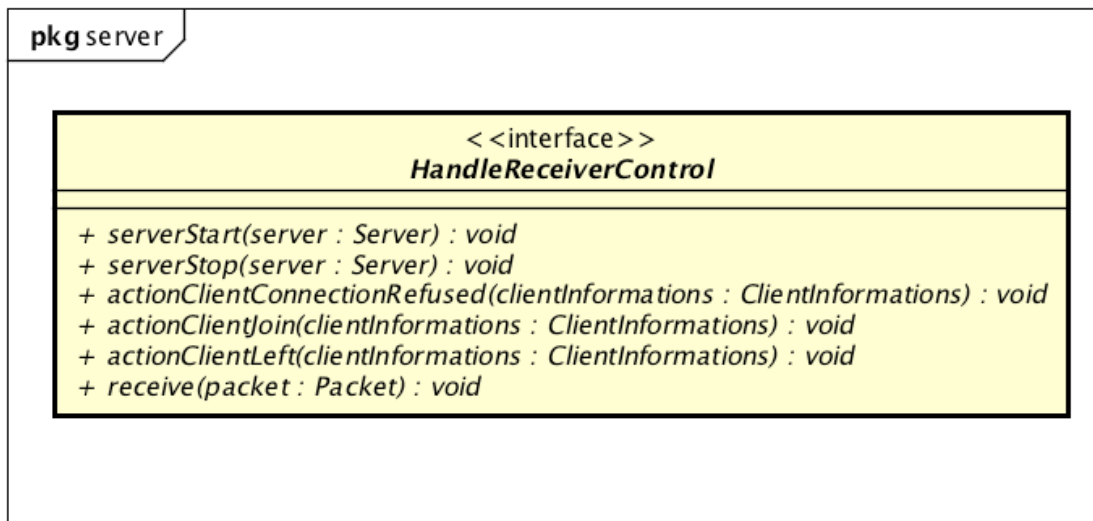 pkg server
<<interface>>
HandleReceiverControl
+ serverStart(server : Server) : void
+ serverStop(server : Server) : void
+ actionClientConnectionRefused(clientInformations : ClientInformations) : void
+ actionClientJoin(clientInformations : ClientInformations) : void
+ actionClientLeft(clientInformations : ClientInformations) : void
+ receive(packet : Packet) : void